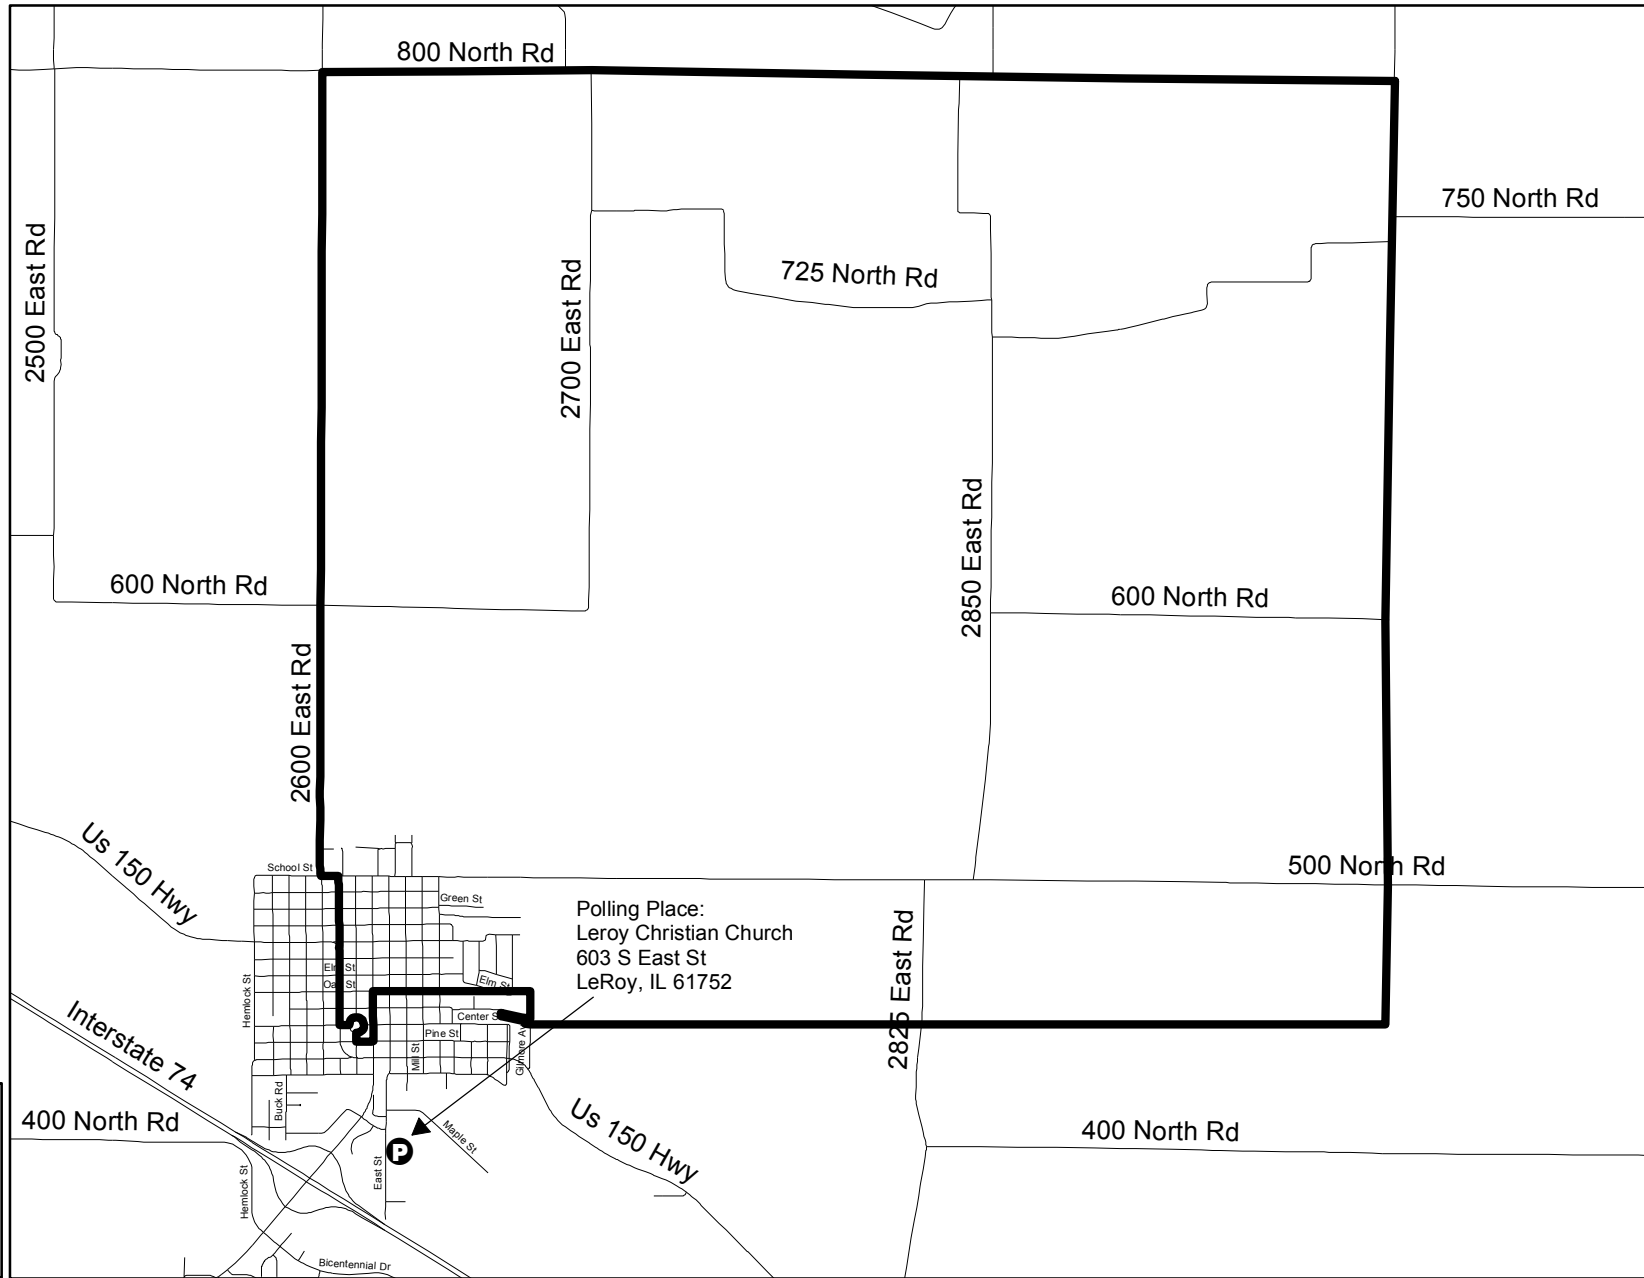 800 North Rd
750 North Rd
2500 East Rd
725 North Rd
2700 East Rd
2850 East Rd
600 North Rd
600 North Rd
2600 East Rd
Us 150 Hwy
School St
500 North Rd
Green St
Polling Place:
Leroy Christian Church
603 S East St
LeRoy, IL 61752
2825 East Rd
Elm St
Oak St
Elm St
Hemlock St
Center S
Pine St
Mill St
Gilmore Av
Interstate 74
Buck Rd
400 North Rd
Us 150 Hwy
Maple St
400 North Rd
P
East St
Hemlock St
Bicentennial Dr